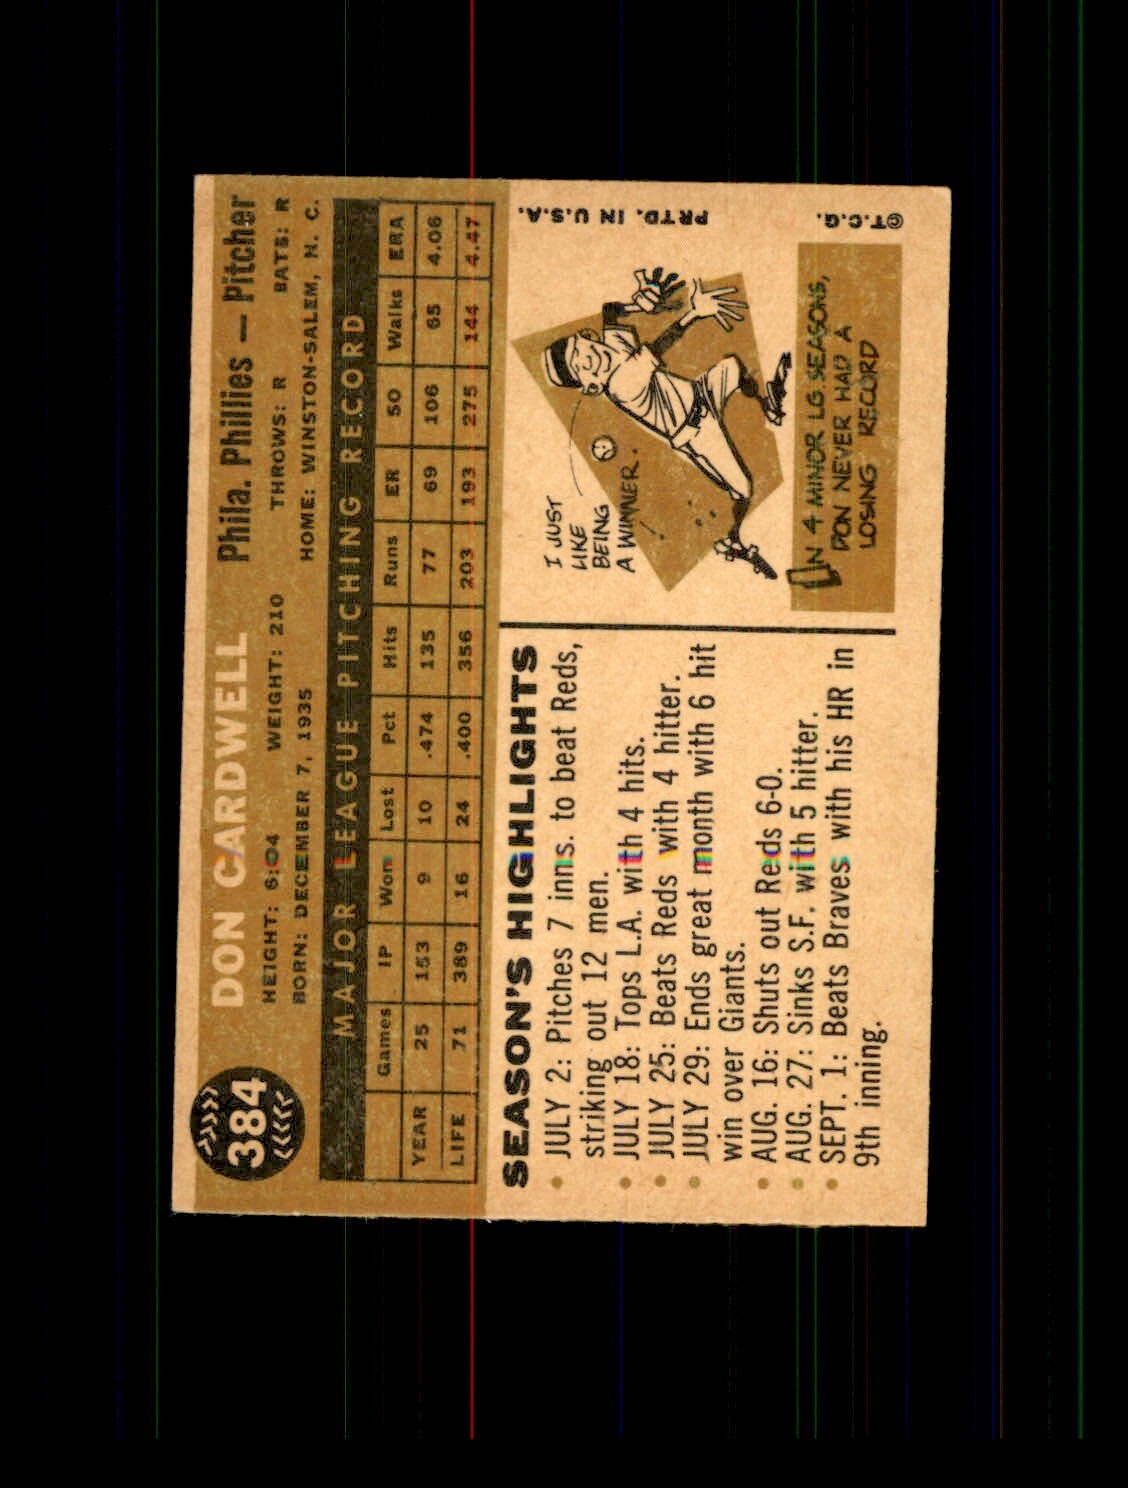 384
DON CARDWELL
Phila. Phillies — Pitcher
HEIGHT: 6:04 WEIGHT: 210 THROWS: R BATS: R
BORN: DECEMBER 7, 1935 HOME: WINSTON-SALEM, N. C.
MAJOR LEAGUE PITCHING RECORD
Games IP Won Lost Pct Hits Runs ER SO Walks ERA
YEAR 25 153 9 10 .474 135 77 69 106 65 4.06
LIFE 71 389 16 24 .400 356 203 193 275 144 4.47
SEASON'S HIGHLIGHTS
• JULY 2: Pitches 7 inns. to beat Reds,
striking out 12 men.
• JULY 18: Tops L.A. with 4 hits.
• JULY 25: Beats Reds with 4 hitter.
• JULY 29: Ends great month with 6 hit
win over Giants.
• AUG. 16: Shuts out Reds 6-0.
• AUG. 27: Sinks S.F. with 5 hitter.
• SEPT. 1: Beats Braves with his HR in
9th inning.
I JUST
LIKE
BEING
A WINNER.
IN 4 MINOR LG SEASONS,
DON NEVER HAD A
LOSING RECORD
©T.C.G. PRTD. IN U.S.A.